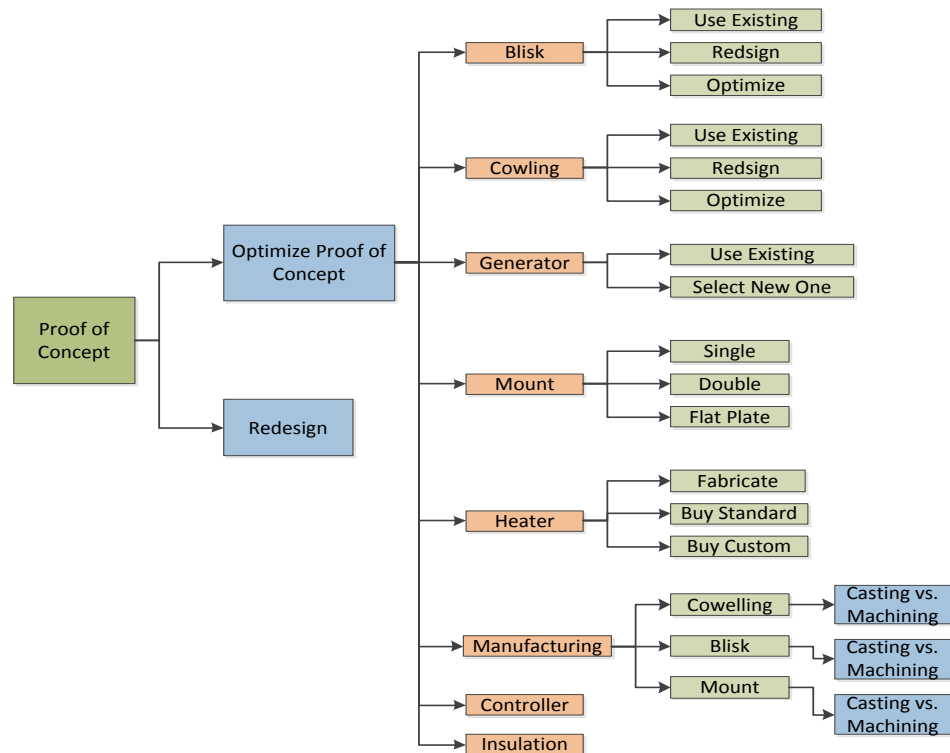 Proof of
Concept
Optimize Proof of
Concept
Redesign
Blisk
Use Existing
Redsign
Optimize
Cowling
Use Existing
Redsign
Optimize
Generator
Use Existing
Select New One
Mount
Single
Double
Flat Plate
Heater
Fabricate
Buy Standard
Buy Custom
Manufacturing
Cowelling
Casting vs.
Machining
Blisk
Casting vs.
Machining
Mount
Casting vs.
Machining
Controller
Insulation